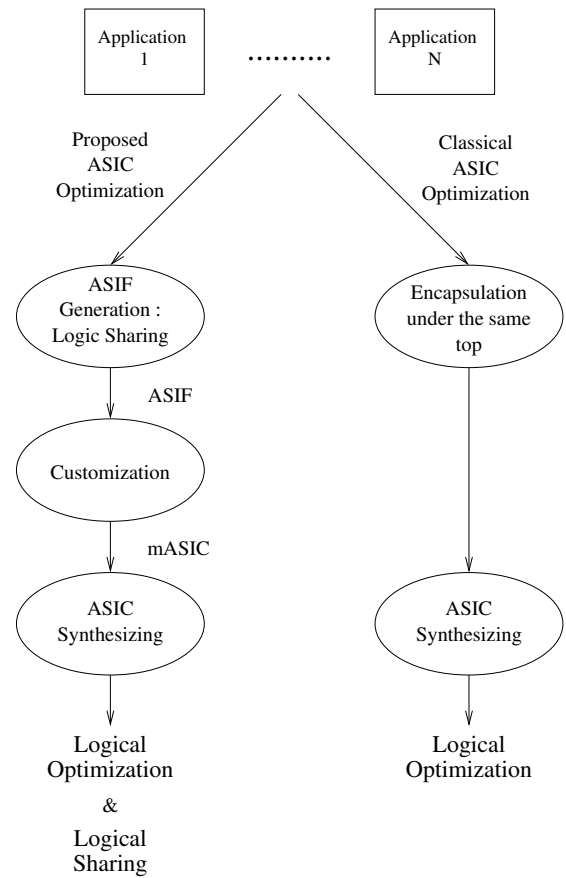 Application
1
..........
Application
N
Proposed
ASIC
Optimization
Classical
ASIC
Optimization
ASIF
Generation :
Logic Sharing
Encapsulation
under the same
top
ASIF
Customization
mASIC
ASIC
Synthesizing
ASIC
Synthesizing
Logical
Optimization
&
Logical
Sharing
Logical
Optimization